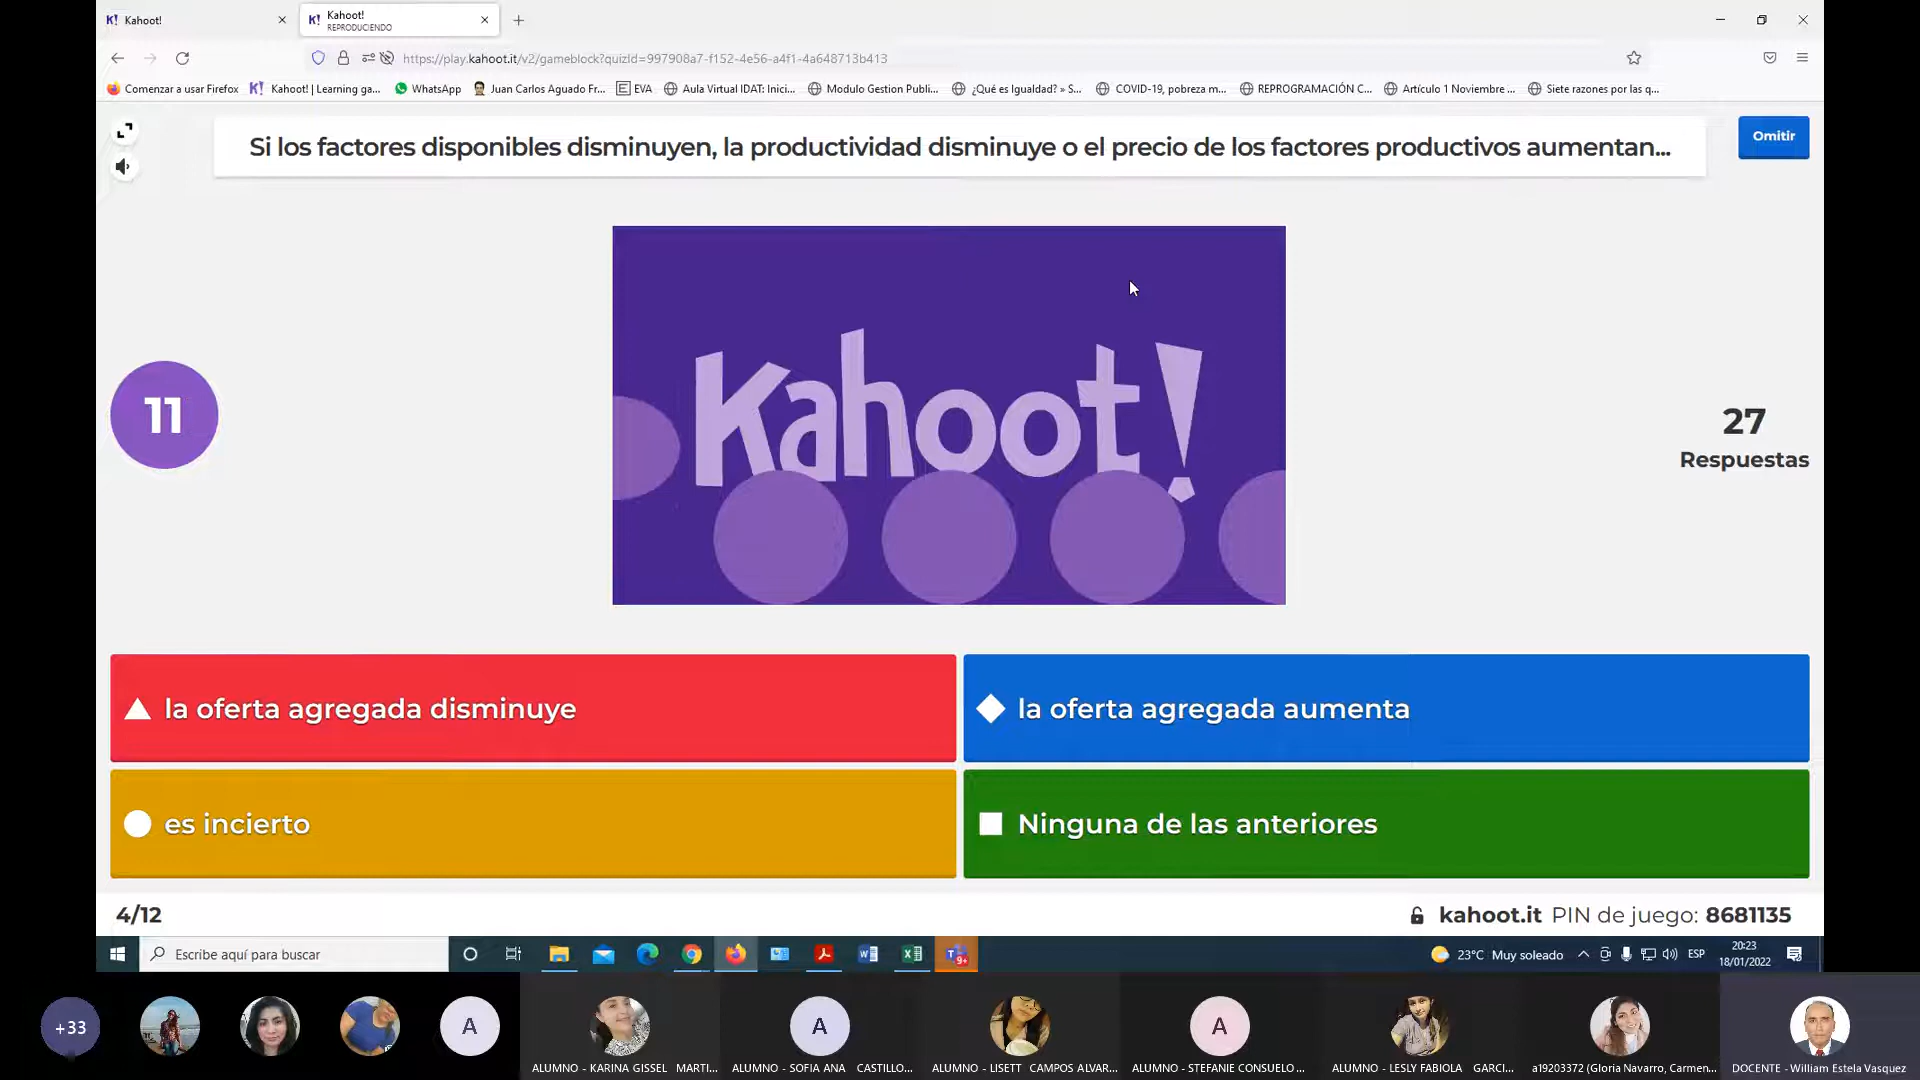 Kahoot!
Kahoot!
REPRODUCIENDO
https://play.kahoot.it/v2/gameblock?quizId=997908a7-f152-4e56-a4f1-4a648713b413
Comenzar a usar Firefox
Kahoot! | Learning ga...
WhatsApp
Juan Carlos Aguado Fr...
EVA
Aula Virtual IDAT: Inici...
Modulo Gestion Publi...
¿Qué es Igualdad? » S...
COVID-19, pobreza m...
REPROGRAMACIÓN C...
Artículo 1 Noviembre ...
Siete razones por las q...
Si los factores disponibles disminuyen, la productividad disminuye o el precio de los factores productivos aumentan...
Omitir
Kahoot!
11
27
Respuestas
la oferta agregada disminuye
la oferta agregada aumenta
es incierto
Ninguna de las anteriores
4/12
kahoot.it PIN de juego: 8681135
Escribe aquí para buscar
9+
23°C Muy soleado
ESP
20:23
18/01/2022
+33
A
A
A
ALUMNO - KARINA GISSEL MARTI...
ALUMNO - SOFIA ANA CASTILLO...
ALUMNO - LISETT CAMPOS ALVAR...
ALUMNO - STEFANIE CONSUELO ...
ALUMNO - LESLY FABIOLA GARCI...
a19203372 (Gloria Navarro, Carmen...
DOCENTE - William Estela Vasquez